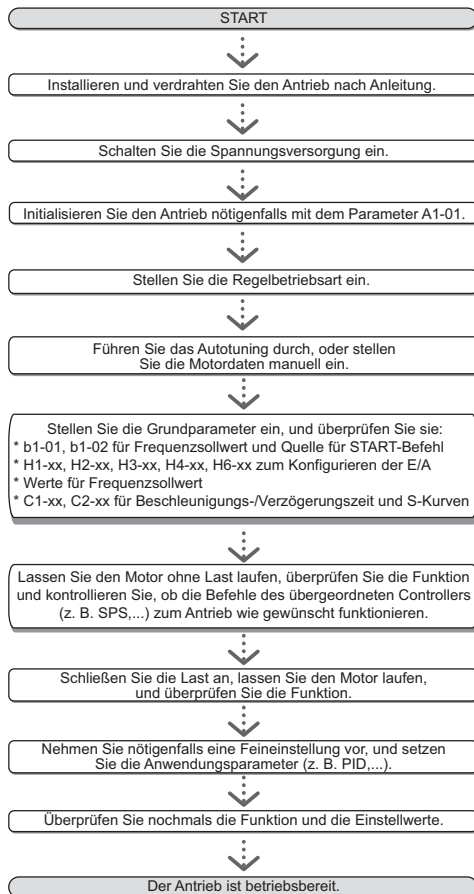 START
Installieren und verdrahten Sie den Antrieb nach Anleitung.
Schalten Sie die Spannungsversorgung ein.
Initialisieren Sie den Antrieb nötigenfalls mit dem Parameter A1-01.
Stellen Sie die Regelbetriebsart ein.
Führen Sie das Autotuning durch, oder stellen
Sie die Motordaten manuell ein.
Stellen Sie die Grundparameter ein, und überprüfen Sie sie:
* b1-01, b1-02 für Frequenzsollwert und Quelle für START-Befehl
* H1-xx, H2-xx, H3-xx, H4-xx, H6-xx zum Konfigurieren der E/A
* Werte für Frequenzsollwert
* C1-xx, C2-xx für Beschleunigungs-/Verzögerungszeit und S-Kurven
Lassen Sie den Motor ohne Last laufen, überprüfen Sie die Funktion
und kontrollieren Sie, ob die Befehle des übergeordneten Controllers
(z. B. SPS,...) zum Antrieb wie gewünscht funktionieren.
Schließen Sie die Last an, lassen Sie den Motor laufen,
und überprüfen Sie die Funktion.
Nehmen Sie nötigenfalls eine Feineinstellung vor, und setzen
Sie die Anwendungsparameter (z. B. PID,...).
Überprüfen Sie nochmals die Funktion und die Einstellwerte.
Der Antrieb ist betriebsbereit.